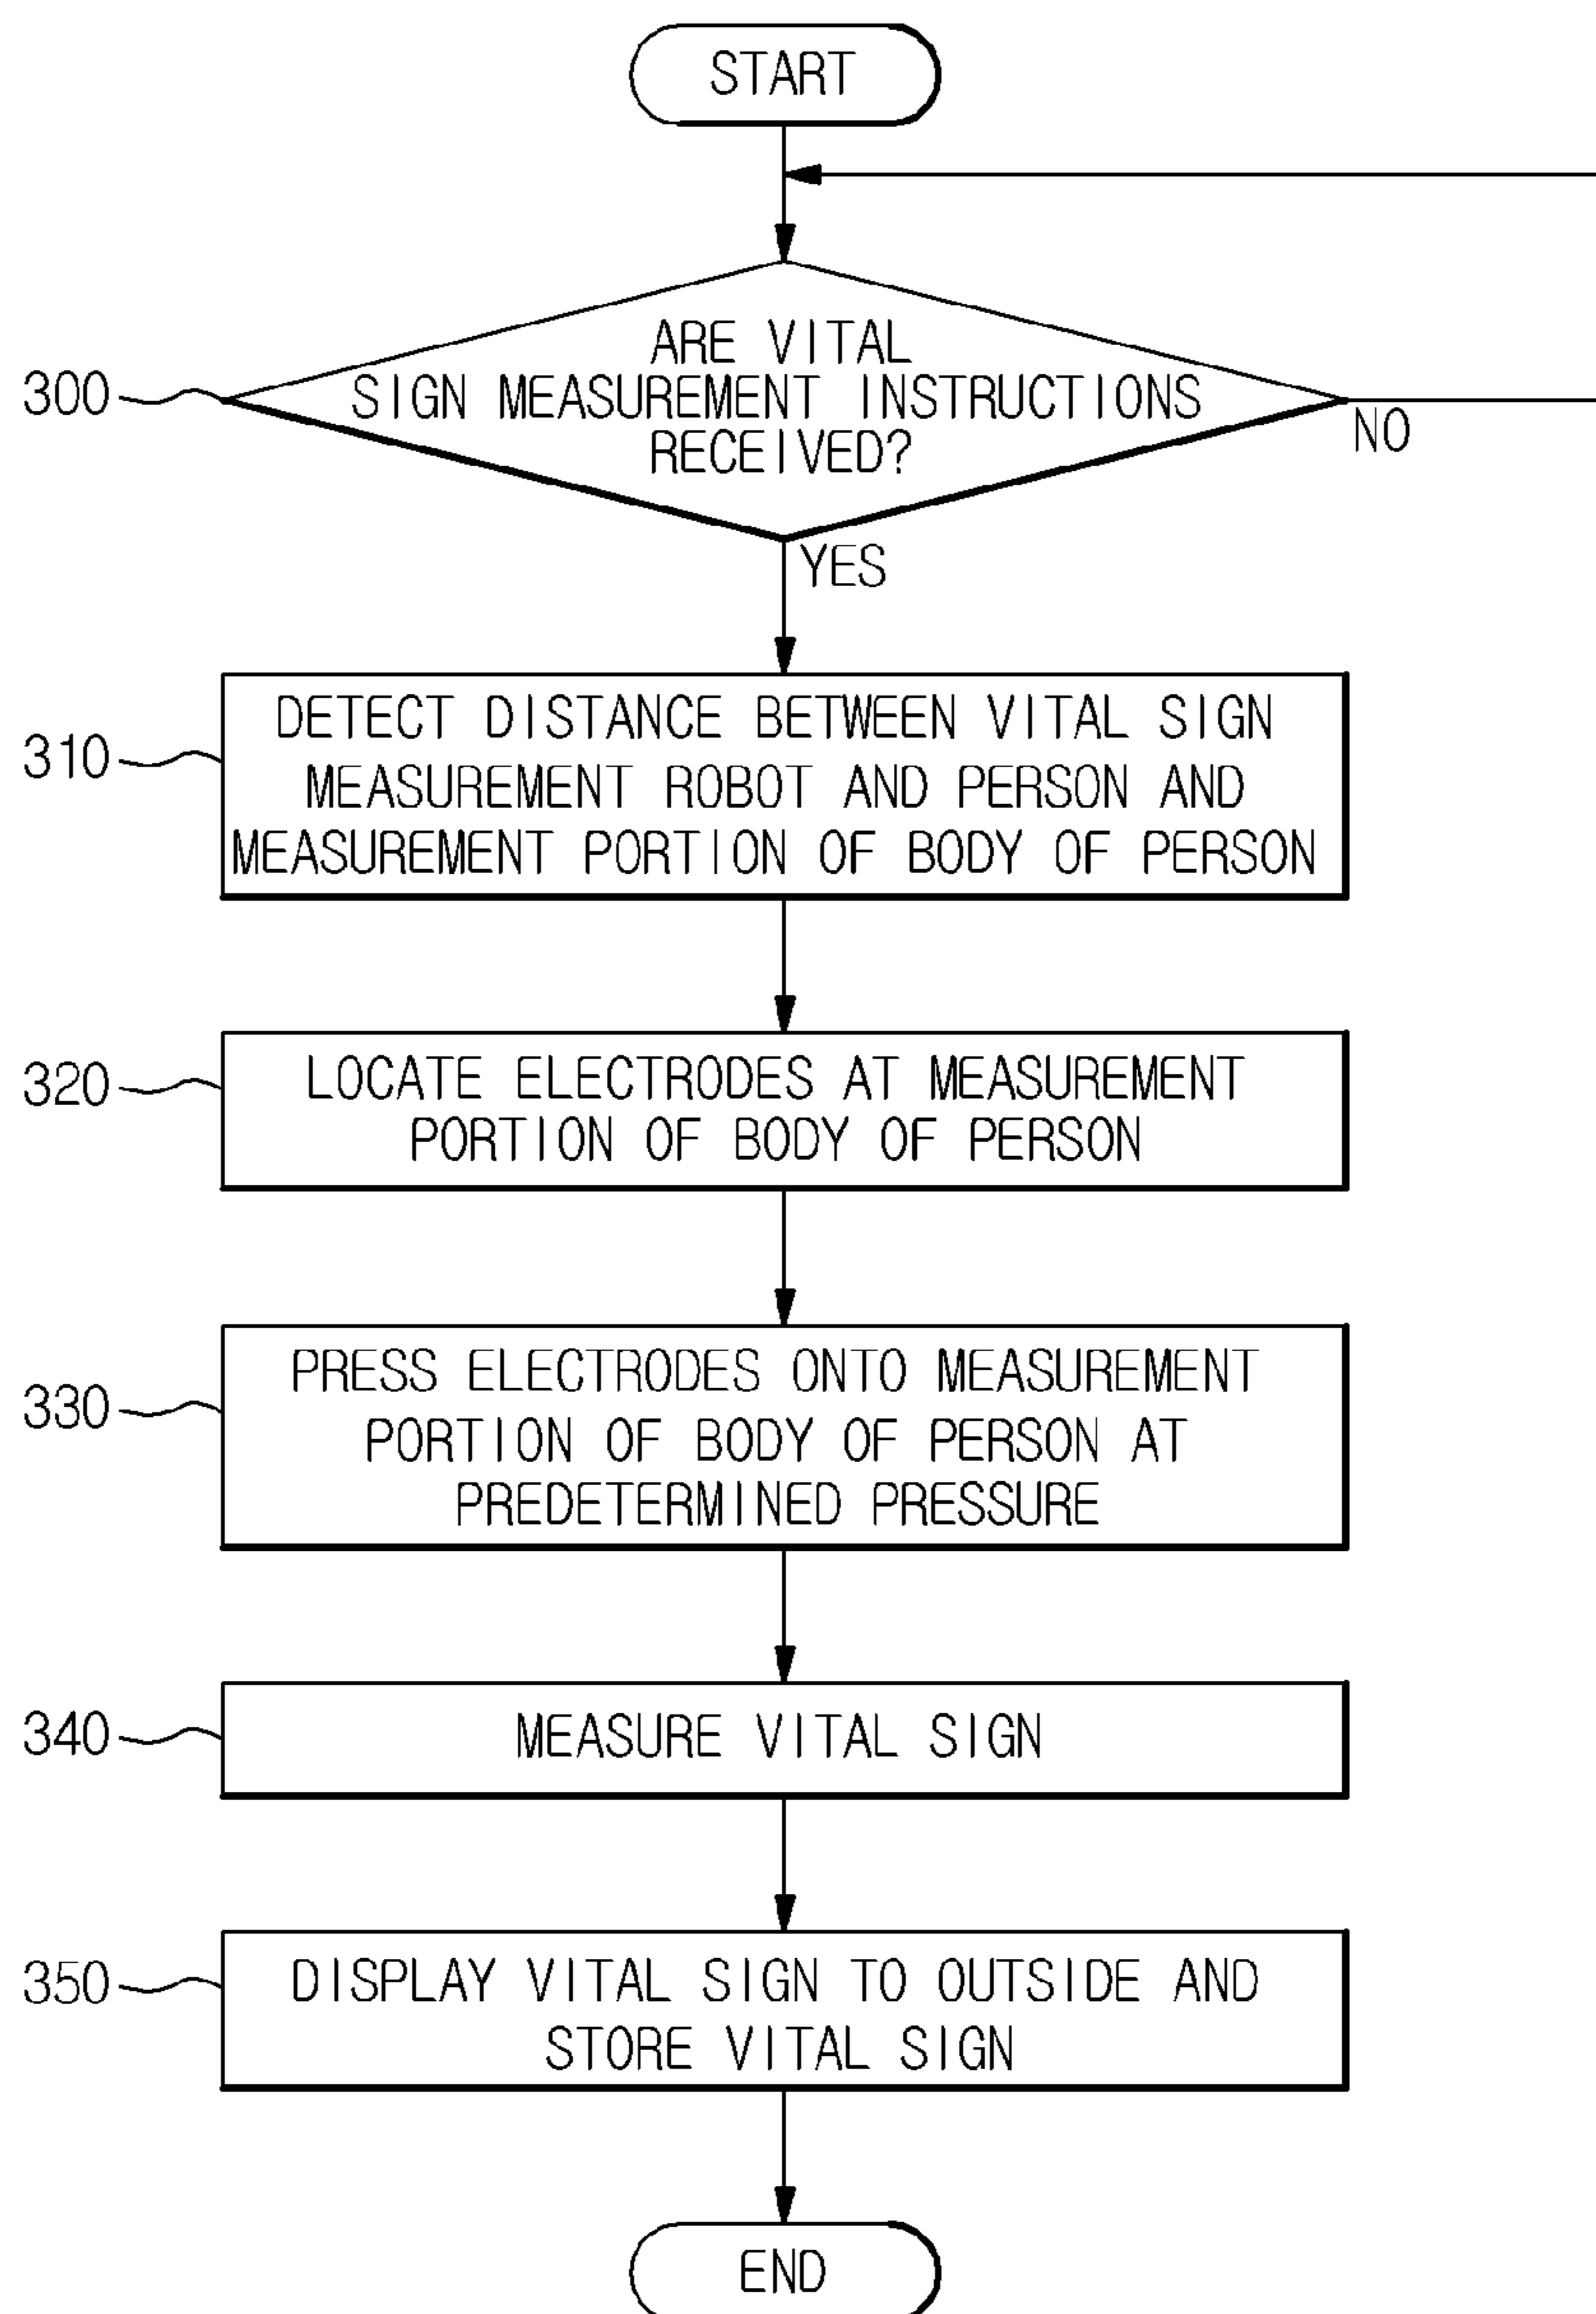 START
300
ARE VITAL
SIGN MEASUREMENT INSTRUCTIONS
RECEIVED?
NO
YES
310
DETECT DISTANCE BETWEEN VITAL SIGN
MEASUREMENT ROBOT AND PERSON AND
MEASUREMENT PORTION OF BODY OF PERSON
320
LOCATE ELECTRODES AT MEASUREMENT
PORTION OF BODY OF PERSON
330
PRESS ELECTRODES ONTO MEASUREMENT
PORTION OF BODY OF PERSON AT
PREDETERMINED PRESSURE
340
MEASURE VITAL SIGN
350
DISPLAY VITAL SIGN TO OUTSIDE AND
STORE VITAL SIGN
END